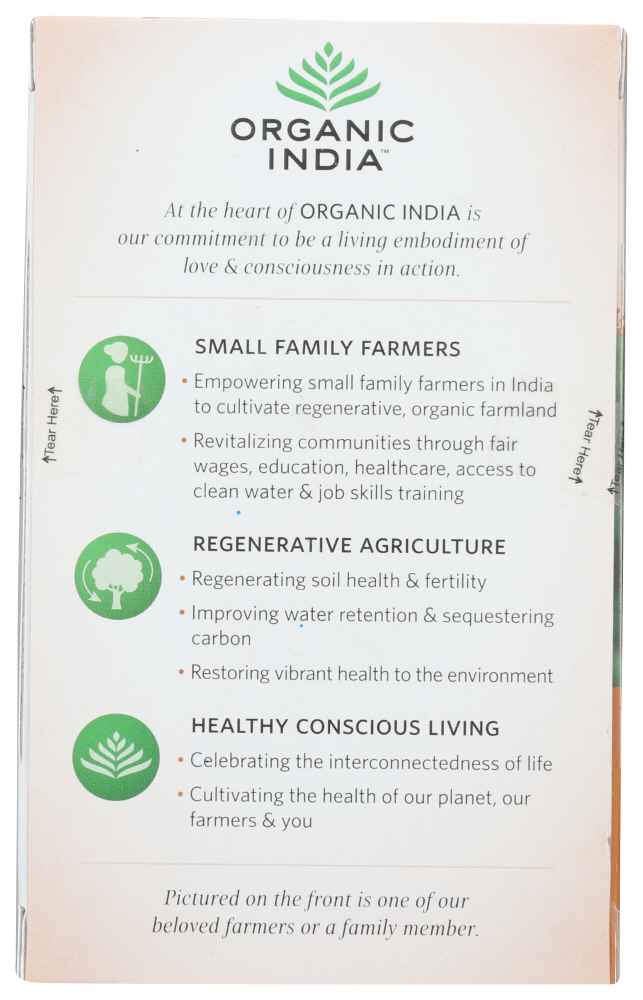 ORGANIC
INDIA™
At the heart of ORGANIC INDIA is
our commitment to be a living embodiment of
love & consciousness in action.
SMALL FAMILY FARMERS
• Empowering small family farmers in India
to cultivate regenerative, organic farmland
• Revitalizing communities through fair
wages, education, healthcare, access to
clean water & job skills training
↑Tear Here↑
↑Tear Here↑
REGENERATIVE AGRICULTURE
• Regenerating soil health & fertility
• Improving water retention & sequestering
carbon
• Restoring vibrant health to the environment
HEALTHY CONSCIOUS LIVING
• Celebrating the interconnectedness of life
• Cultivating the health of our planet, our
farmers & you
Pictured on the front is one of our
beloved farmers or a family member.